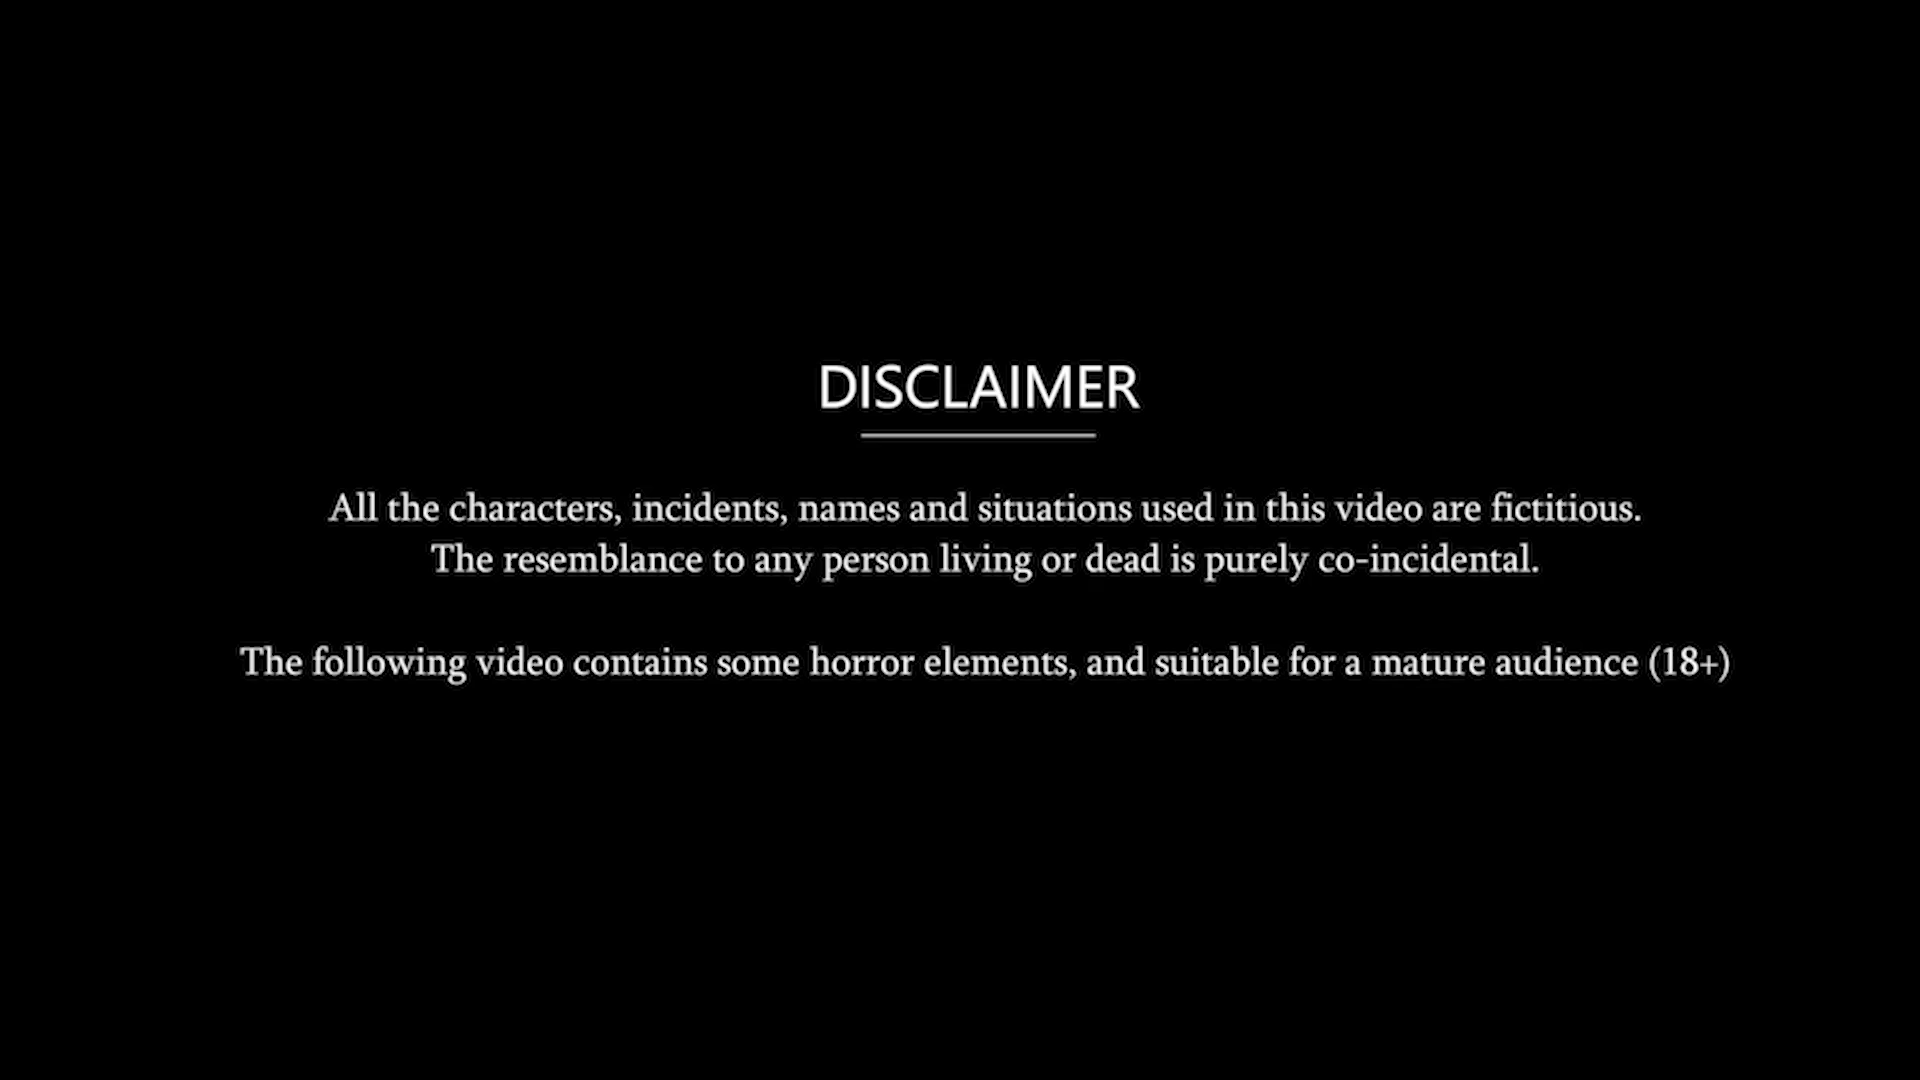 DISCLAIMER
All the characters, incidents, names and situations used in this video are fictitious.
The resemblance to any person living or dead is purely co-incidental.
The following video contains some horror elements, and suitable for a mature audience (18+)